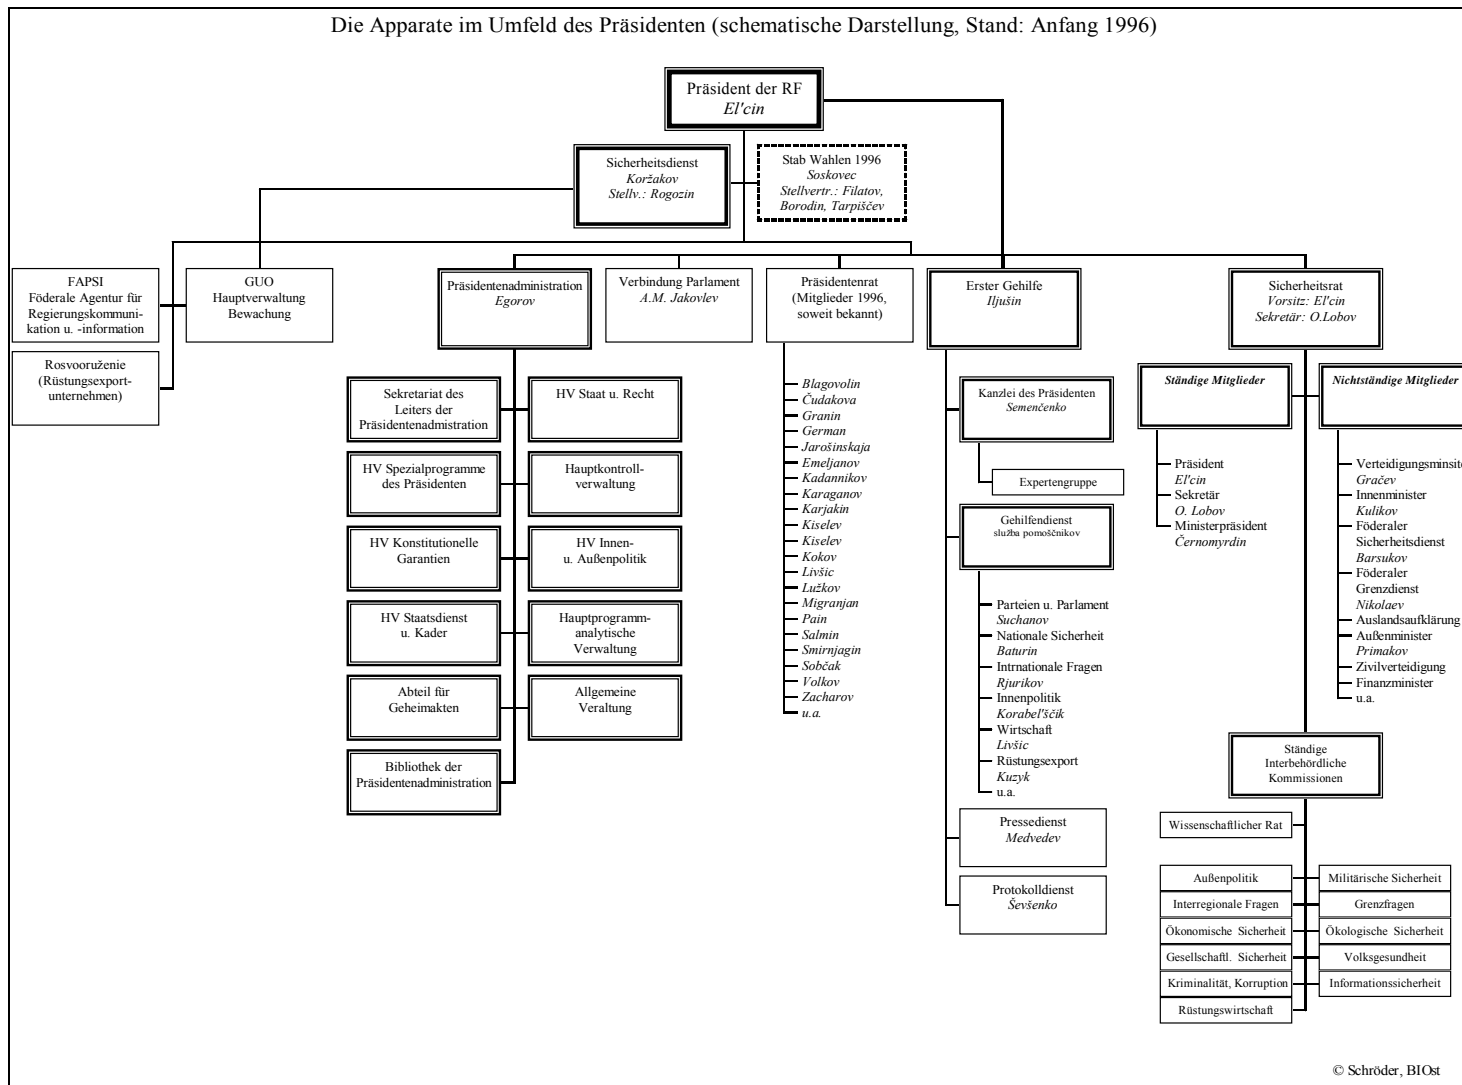 Die Apparate im Umfeld des Präsidenten (schematische Darstellung, Stand: Anfang 1996)
Präsident der RF
El'cin
Sicherheitsdienst
Koržakov
Stellv.: Rogozin
Stab Wahlen 1996
Soskovec
Stellvertr.: Filatov,
Borodin, Tarpiščev
FAPSI
Föderale Agentur für
Regierungskommuni-
kation u. -information
GUO
Hauptverwaltung
Bewachung
Rosvooruženie
(Rüstungsexport-
unternehmen)
Präsidentenadministration
Egorov
Verbindung Parlament
A.M. Jakovlev
Präsidentenrat
(Mitglieder 1996,
soweit bekannt)
Erster Gehilfe
Iljušin
Sicherheitsrat
Vorsitz: El'cin
Sekretär: O.Lobov
Sekretariat des
Leiters der
Präsidentenadmistration
HV Staat u. Recht
HV Spezialprogramme
des Präsidenten
Hauptkontroll-
verwaltung
HV Konstitutionelle
Garantien
HV Innen-
u. Außenpolitik
HV Staatsdienst
u. Kader
Hauptprogramm-
analytische
Verwaltung
Abteil für
Geheimakten
Allgemeine
Veraltung
Bibliothek der
Präsidentenadministration
Blagovolin
Čudakova
Granin
German
Jarošinskaja
Emeljanov
Kadannikov
Karaganov
Karjakin
Kiselev
Kiselev
Kokov
Livšic
Lužkov
Migranjan
Pain
Salmin
Smirnjagin
Sobčak
Volkov
Zacharov
u.a.
Kanzlei des Präsidenten
Semenčenko
Expertengruppe
Gehilfendienst
služba pomoščnikov
Parteien u. Parlament
Suchanov
Nationale Sicherheit
Baturin
Intrnationale Fragen
Rjurikov
Innenpolitik
Korabel'ščik
Wirtschaft
Livšic
Rüstungsexport
Kuzyk
u.a.
Pressedienst
Medvedev
Protokolldienst
Ševšenko
Ständige Mitglieder
Präsident
El'cin
Sekretär
O. Lobov
Ministerpräsident
Černomyrdin
Nichtständige Mitglieder
Verteidigungsminsite
Gračev
Innenminister
Kulikov
Föderaler
Sicherheitsdienst
Barsukov
Föderaler
Grenzdienst
Nikolaev
Auslandsaufklärung
Außenminister
Primakov
Zivilverteidigung
Finanzminister
u.a.
Ständige
Interbehördliche
Kommissionen
Wissenschaftlicher Rat
Außenpolitik
Militärische Sicherheit
Interregionale Fragen
Grenzfragen
Ökonomische Sicherheit
Ökologische Sicherheit
Gesellschaftl. Sicherheit
Volksgesundheit
Kriminalität, Korruption
Informationssicherheit
Rüstungswirtschaft
© Schröder, BIOst